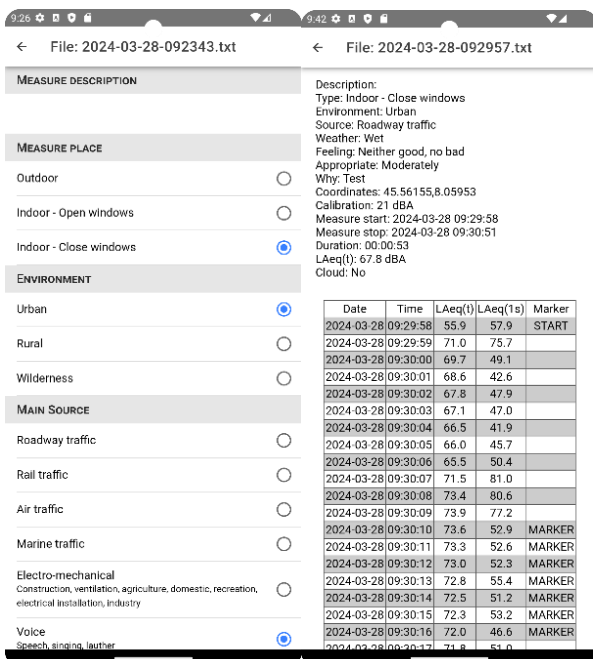 9:26
File: 2024-03-28-092343.txt
MEASURE DESCRIPTION
MEASURE PLACE
Outdoor
Indoor - Open windows
Indoor - Close windows
ENVIRONMENT
Urban
Rural
Wilderness
MAIN SOURCE
Roadway traffic
Rail traffic
Air traffic
Marine traffic
Electro-mechanical
Construction, ventilation, agriculture, domestic, recreation,
electrical installation, industry
Voice
Speech, singing, lauther
9:42
File: 2024-03-28-092957.txt
Description:
Type: Indoor - Close windows
Environment: Urban
Source: Roadway traffic
Weather: Wet
Feeling: Neither good, no bad
Appropriate: Moderately
Why: Test
Coordinates: 45.56155,8.05953
Calibration: 21 dBA
Measure start: 2024-03-28 09:29:58
Measure stop: 2024-03-28 09:30:51
Duration: 00:00:53
LAeq(t): 67.8 dBA
Cloud: No
Date Time LAeq(t) LAeq(1s) Marker
2024-03-28 09:29:58 55.9 57.9 START
2024-03-28 09:29:59 71.0 75.7
2024-03-28 09:30:00 69.7 49.1
2024-03-28 09:30:01 68.6 42.6
2024-03-28 09:30:02 67.8 47.9
2024-03-28 09:30:03 67.1 47.0
2024-03-28 09:30:04 66.5 41.9
2024-03-28 09:30:05 66.0 45.7
2024-03-28 09:30:06 65.5 50.4
2024-03-28 09:30:07 71.5 81.0
2024-03-28 09:30:08 73.4 80.6
2024-03-28 09:30:09 73.9 77.2
2024-03-28 09:30:10 73.6 52.9 MARKER
2024-03-28 09:30:11 73.3 52.6 MARKER
2024-03-28 09:30:12 73.0 52.3 MARKER
2024-03-28 09:30:13 72.8 55.4 MARKER
2024-03-28 09:30:14 72.5 51.2 MARKER
2024-03-28 09:30:15 72.3 53.2 MARKER
2024-03-28 09:30:16 72.0 46.6 MARKER
2024-03-28 09:30:17 71.8 51.0